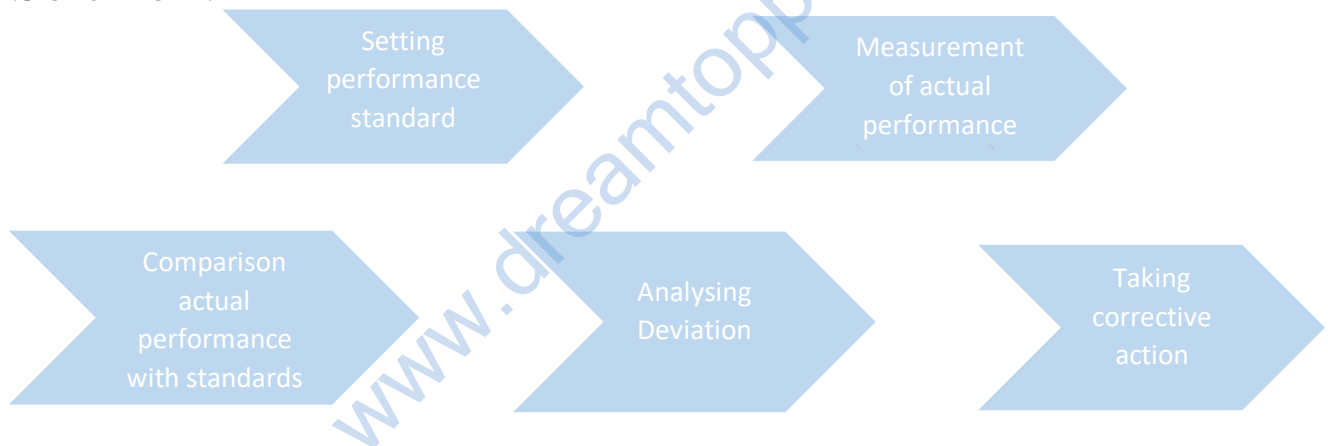 Setting
performance
standard
Measurement
of actual
performance
Comparison
actual
performance
with standards
Analysing
Deviation
Taking
corrective
action
www.dreamtopp